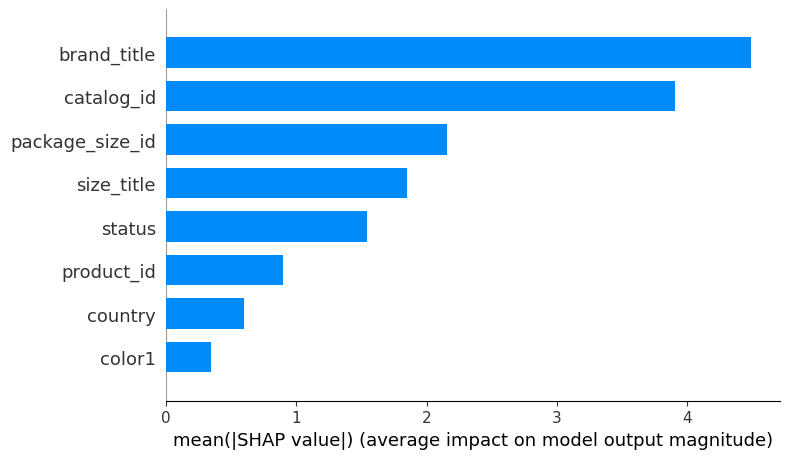 brand_title
catalog_id
package_size_id
size_title
status
product_id
country
color1
0 1 2 3 4
mean(|SHAP value|) (average impact on model output magnitude)